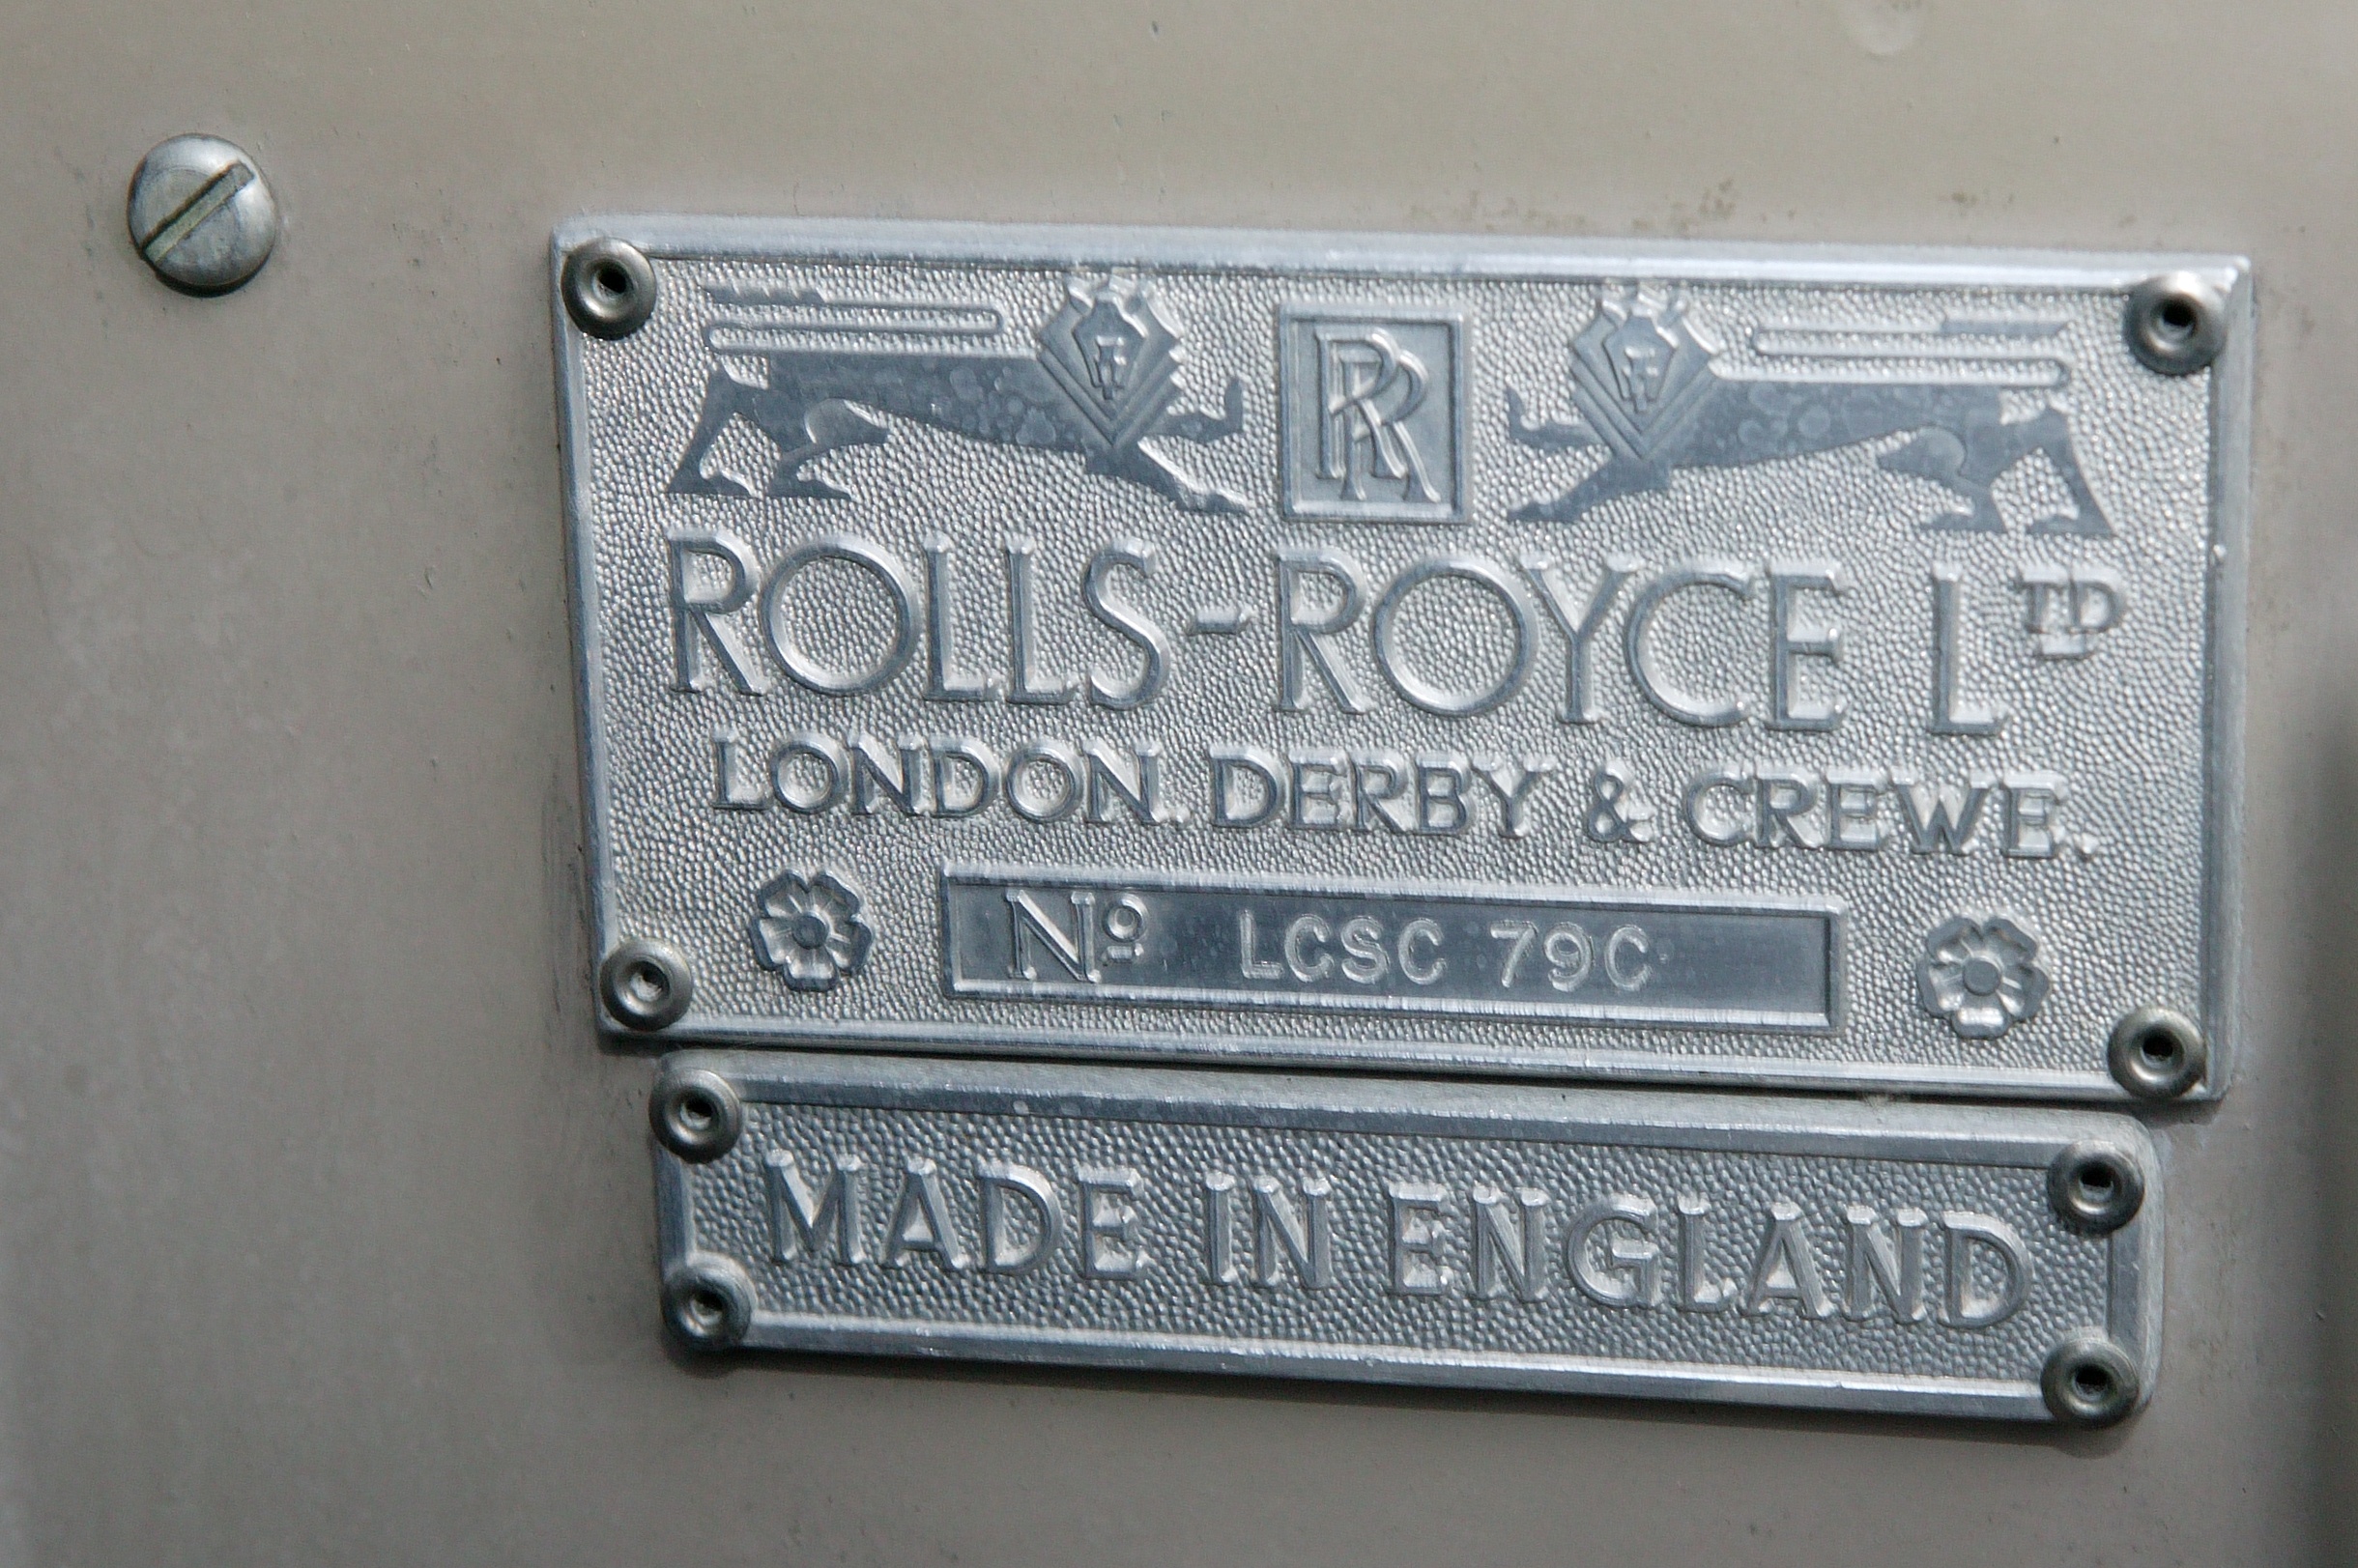 RR
ROLLS-ROYCE LTD
LONDON. DERBY & CREWE.
Nº LCSC 79C
MADE IN ENGLAND